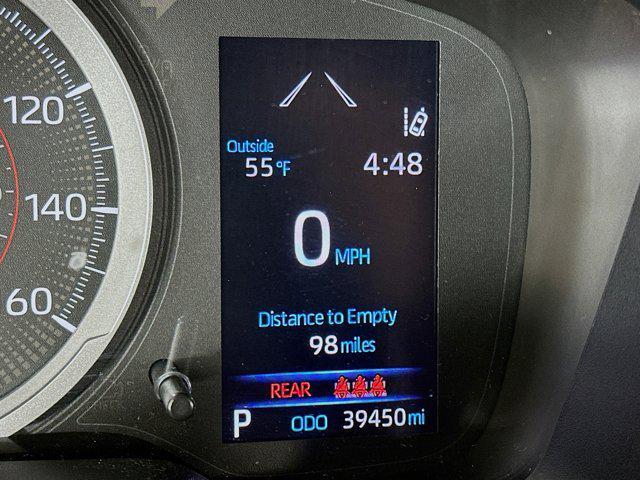 120
140
60
Outside
55°F
4:48
0 MPH
Distance to Empty
98 miles
REAR
P ODO 39450 mi